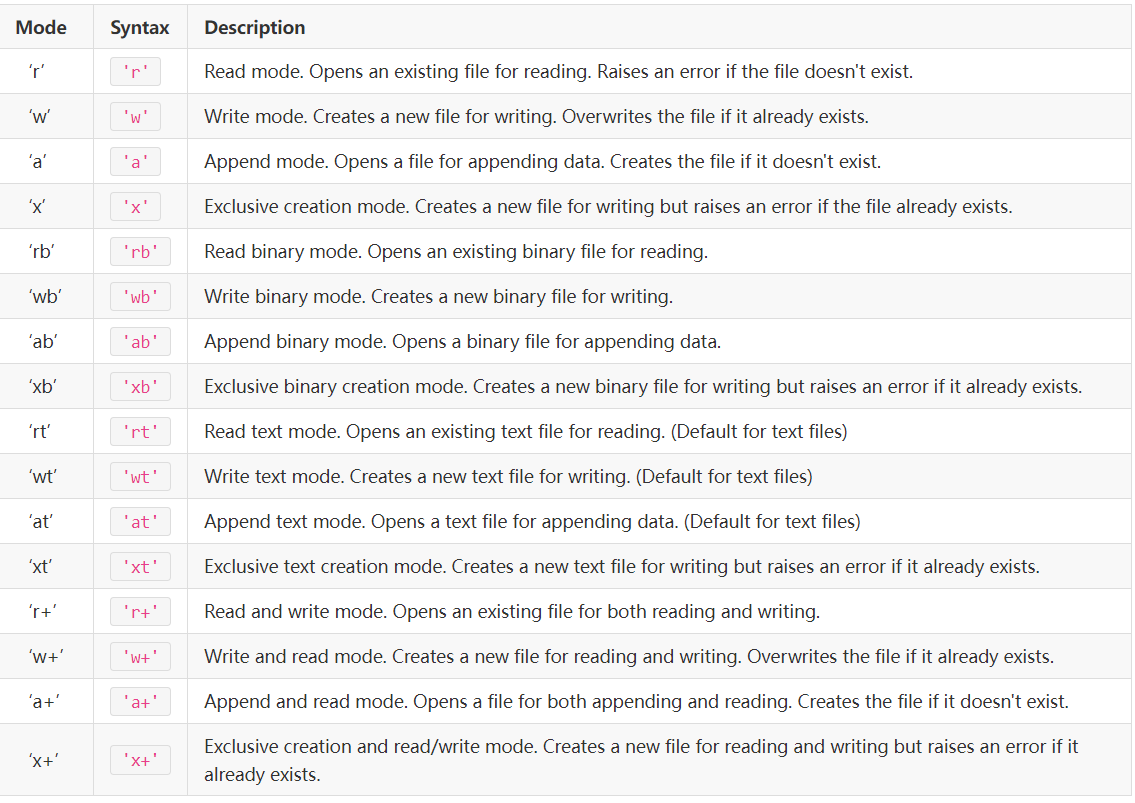 Mode Syntax Description
‘r’ 'r' Read mode. Opens an existing file for reading. Raises an error if the file doesn't exist.
‘w’ 'w' Write mode. Creates a new file for writing. Overwrites the file if it already exists.
‘a’ 'a' Append mode. Opens a file for appending data. Creates the file if it doesn't exist.
‘x’ 'x' Exclusive creation mode. Creates a new file for writing but raises an error if the file already exists.
‘rb’ 'rb' Read binary mode. Opens an existing binary file for reading.
‘wb’ 'wb' Write binary mode. Creates a new binary file for writing.
‘ab’ 'ab' Append binary mode. Opens a binary file for appending data.
‘xb’ 'xb' Exclusive binary creation mode. Creates a new binary file for writing but raises an error if it already exists.
‘rt’ 'rt' Read text mode. Opens an existing text file for reading. (Default for text files)
‘wt’ 'wt' Write text mode. Creates a new text file for writing. (Default for text files)
‘at’ 'at' Append text mode. Opens a text file for appending data. (Default for text files)
‘xt’ 'xt' Exclusive text creation mode. Creates a new text file for writing but raises an error if it already exists.
‘r+’ 'r+' Read and write mode. Opens an existing file for both reading and writing.
‘w+’ 'w+' Write and read mode. Creates a new file for reading and writing. Overwrites the file if it already exists.
‘a+’ 'a+' Append and read mode. Opens a file for both appending and reading. Creates the file if it doesn't exist.
‘x+’ 'x+' Exclusive creation and read/write mode. Creates a new file for reading and writing but raises an error if it
already exists.